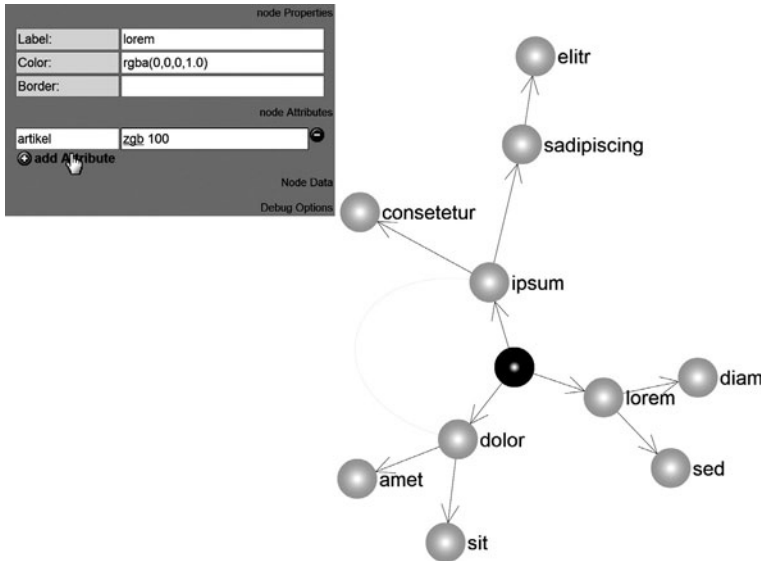 node Properties
Label: lorem
Color: rgba(0,0,0,1.0)
Border:
node Attributes
artikel zgb 100
add Attribute
Node Data
Debug Options
elitr
sadipiscing
consetetur
ipsum
diam
lorem
dolor
sed
amet
sit